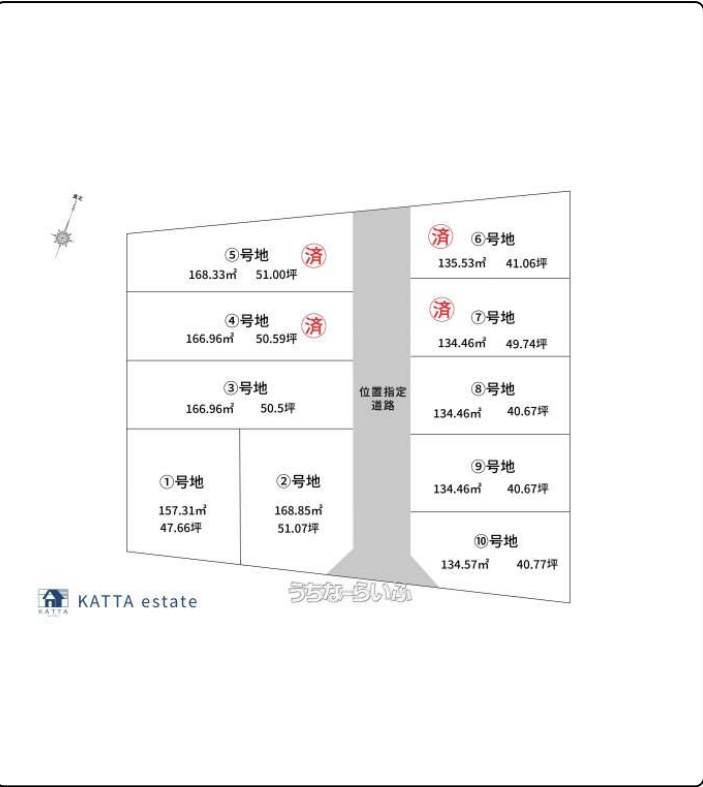 真北
⑤号地 済
168.33㎡ 51.00坪
④号地 済
166.96㎡ 50.59坪
③号地
166.96㎡ 50.5坪
①号地
157.31㎡
47.66坪
②号地
168.85㎡
51.07坪
位置指定
道路
済 ⑥号地
135.53㎡ 41.06坪
済 ⑦号地
134.46㎡ 49.74坪
⑧号地
134.46㎡ 40.67坪
⑨号地
134.46㎡ 40.67坪
⑩号地
134.57㎡ 40.77坪
うちなーらいふ
KATTA
KATTA estate